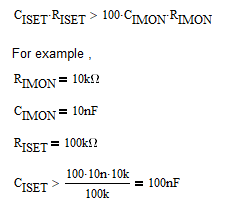 CISET·RISET > 100·CIMON·RIMON
For example ,
RIMON = 10kΩ
CIMON = 10nF
RISET = 100kΩ
CISET > 100·10n·10k / 100k = 100nF